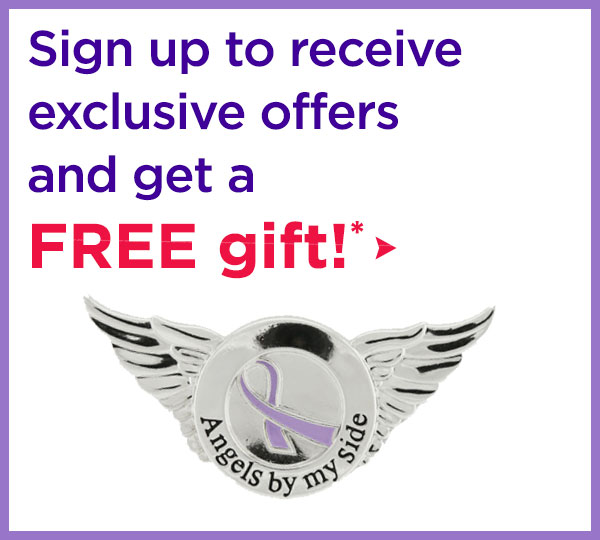 Sign up to receive
exclusive offers
and get a
FREE gift!*
Angels by my side